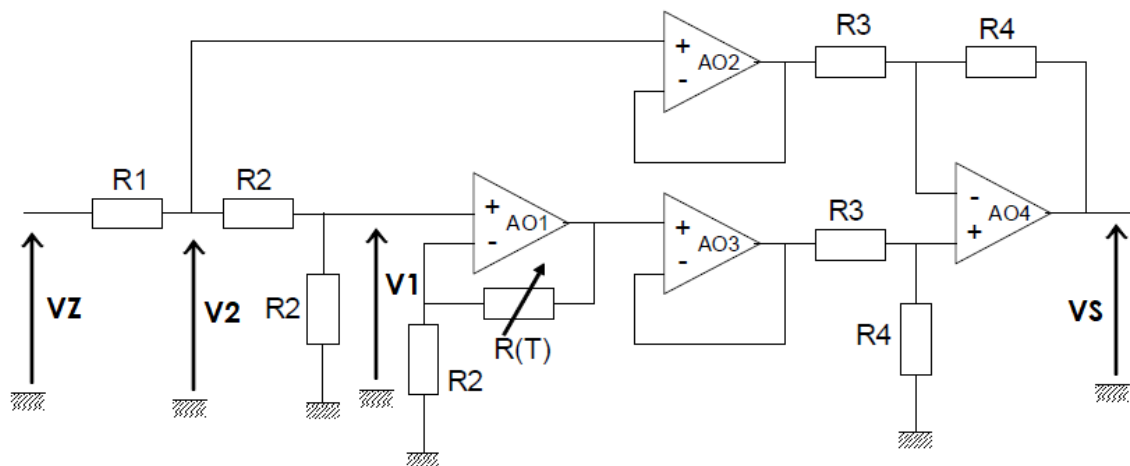 R3
R4
+
-
AO2
R1
R2
+
-
AO1
+
-
AO3
R3
-
+
AO4
VZ
V2
R2
V1
R2
R(T)
R4
VS